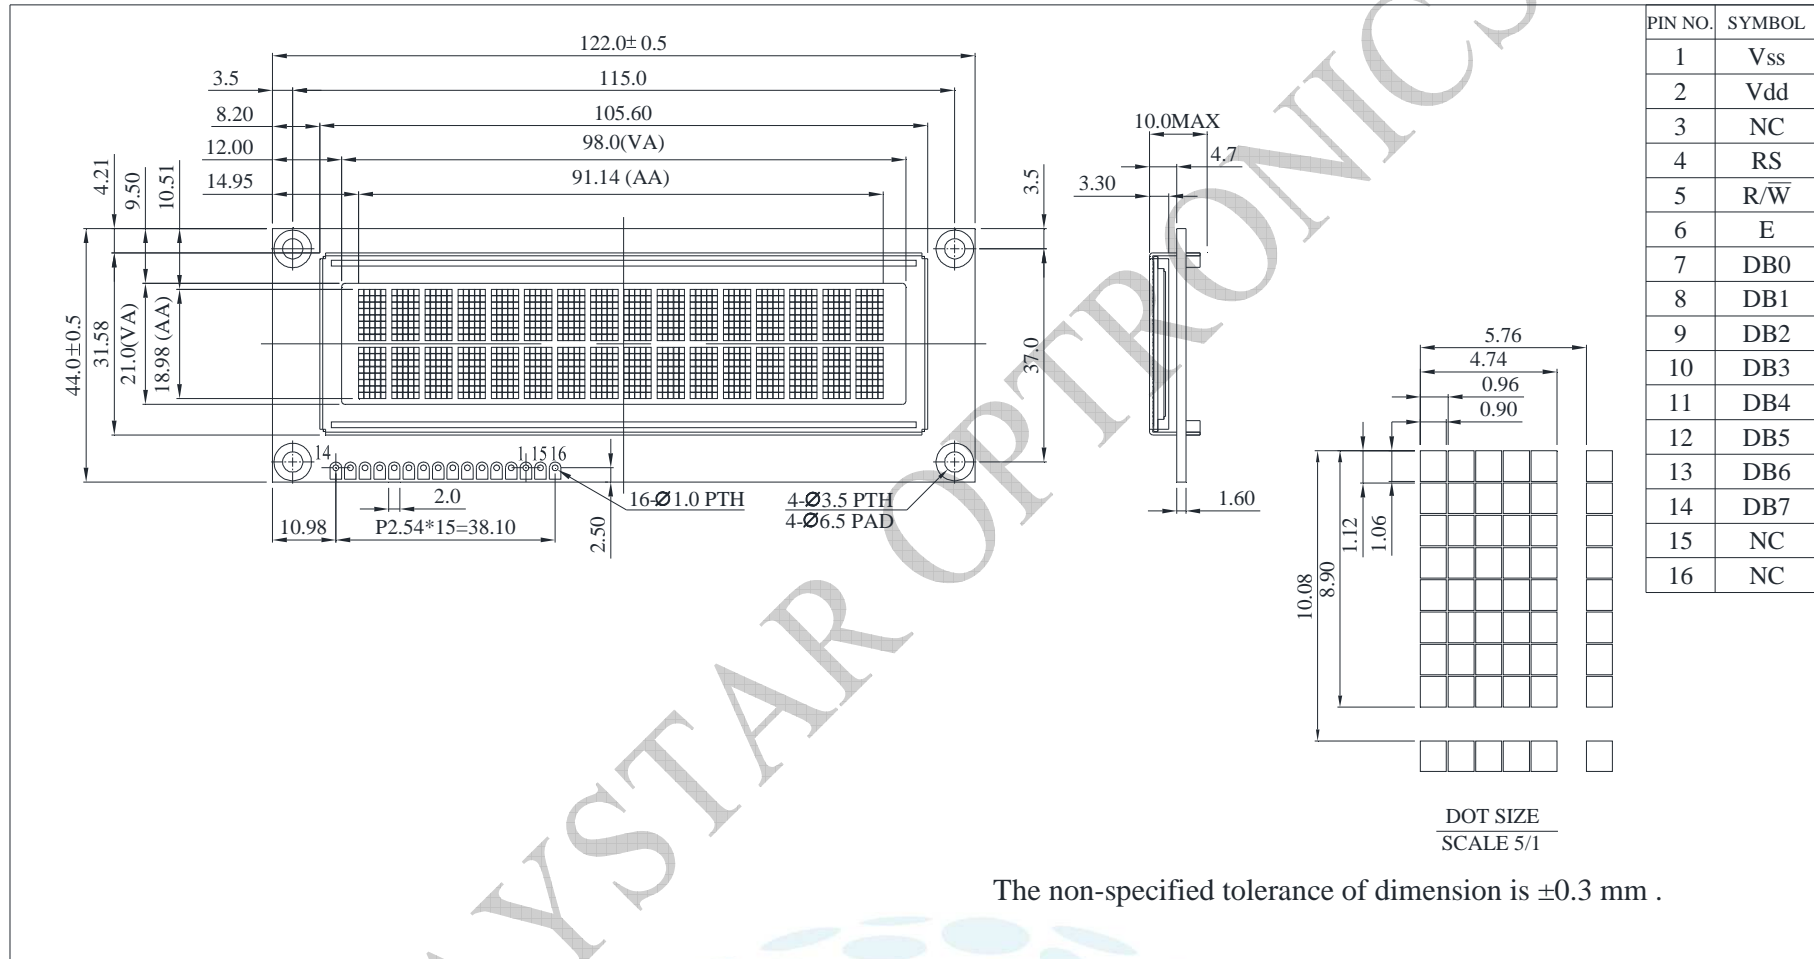 122.0± 0.5
3.5
115.0
8.20
105.60
12.00
98.0(VA)
14.95
91.14 (AA)
4.21
9.50
10.51
3.5
44.0±0.5
31.58
21.0(VA)
18.98 (AA)
37.0
14
1 15 16
2.0
10.98
P2.54*15=38.10
2.50
16-Ø1.0 PTH
4-Ø3.5 PTH
4-Ø6.5 PAD
10.0MAX
4.7
3.30
1.60
5.76
4.74
0.96
0.90
1.12
1.06
10.08
8.90
DOT SIZE
SCALE 5/1
PIN NO. SYMBOL
1 Vss
2 Vdd
3 NC
4 RS
5 R/W̅
6 E
7 DB0
8 DB1
9 DB2
10 DB3
11 DB4
12 DB5
13 DB6
14 DB7
15 NC
16 NC
The non-specified tolerance of dimension is ±0.3 mm .
AYSTAR OPTRONICS